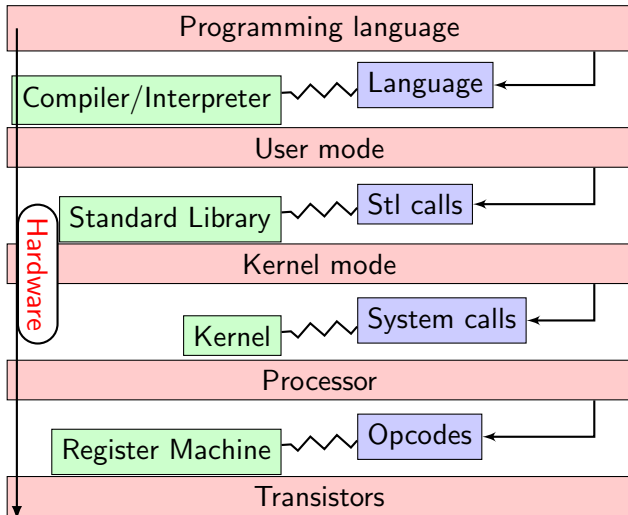 Programming language
Language
Compiler/Interpreter
User mode
Stl calls
Standard Library
Hardware
Kernel mode
System calls
Kernel
Processor
Opcodes
Register Machine
Transistors